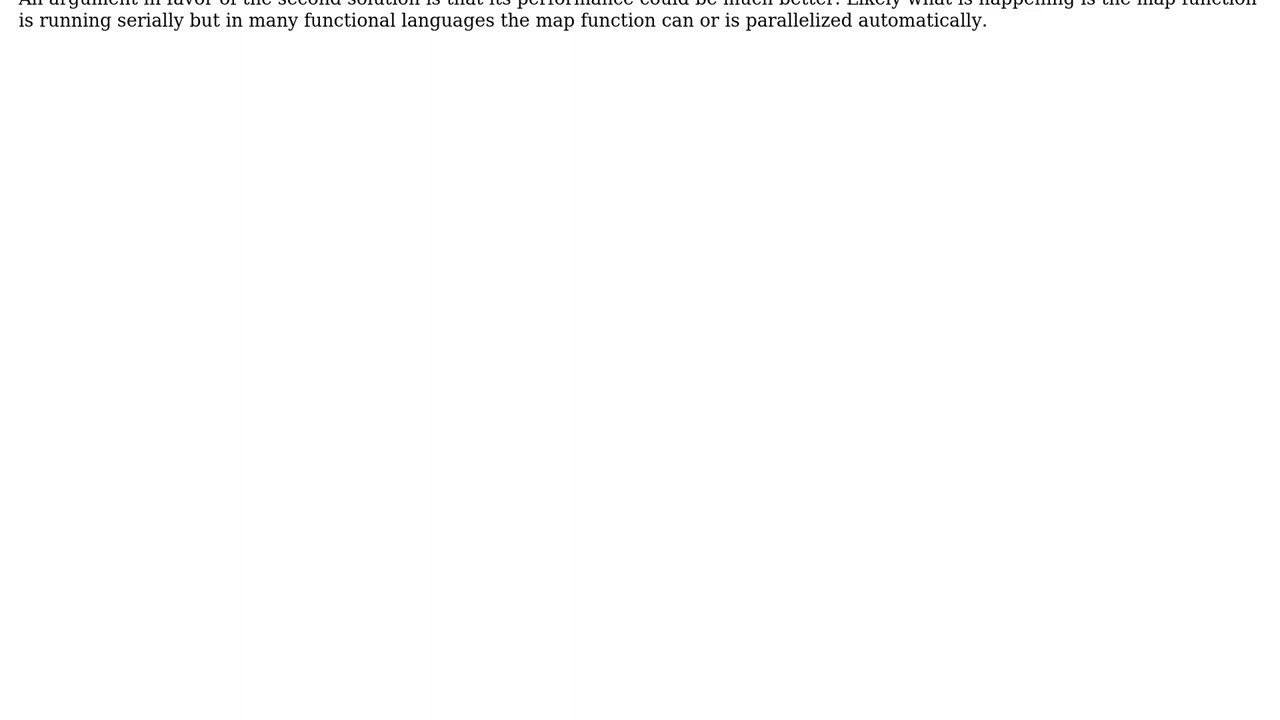 An argument in favor of the second solution is that its performance could be much better. Likely what is happening is the map function
is running serially but in many functional languages the map function can or is parallelized automatically.